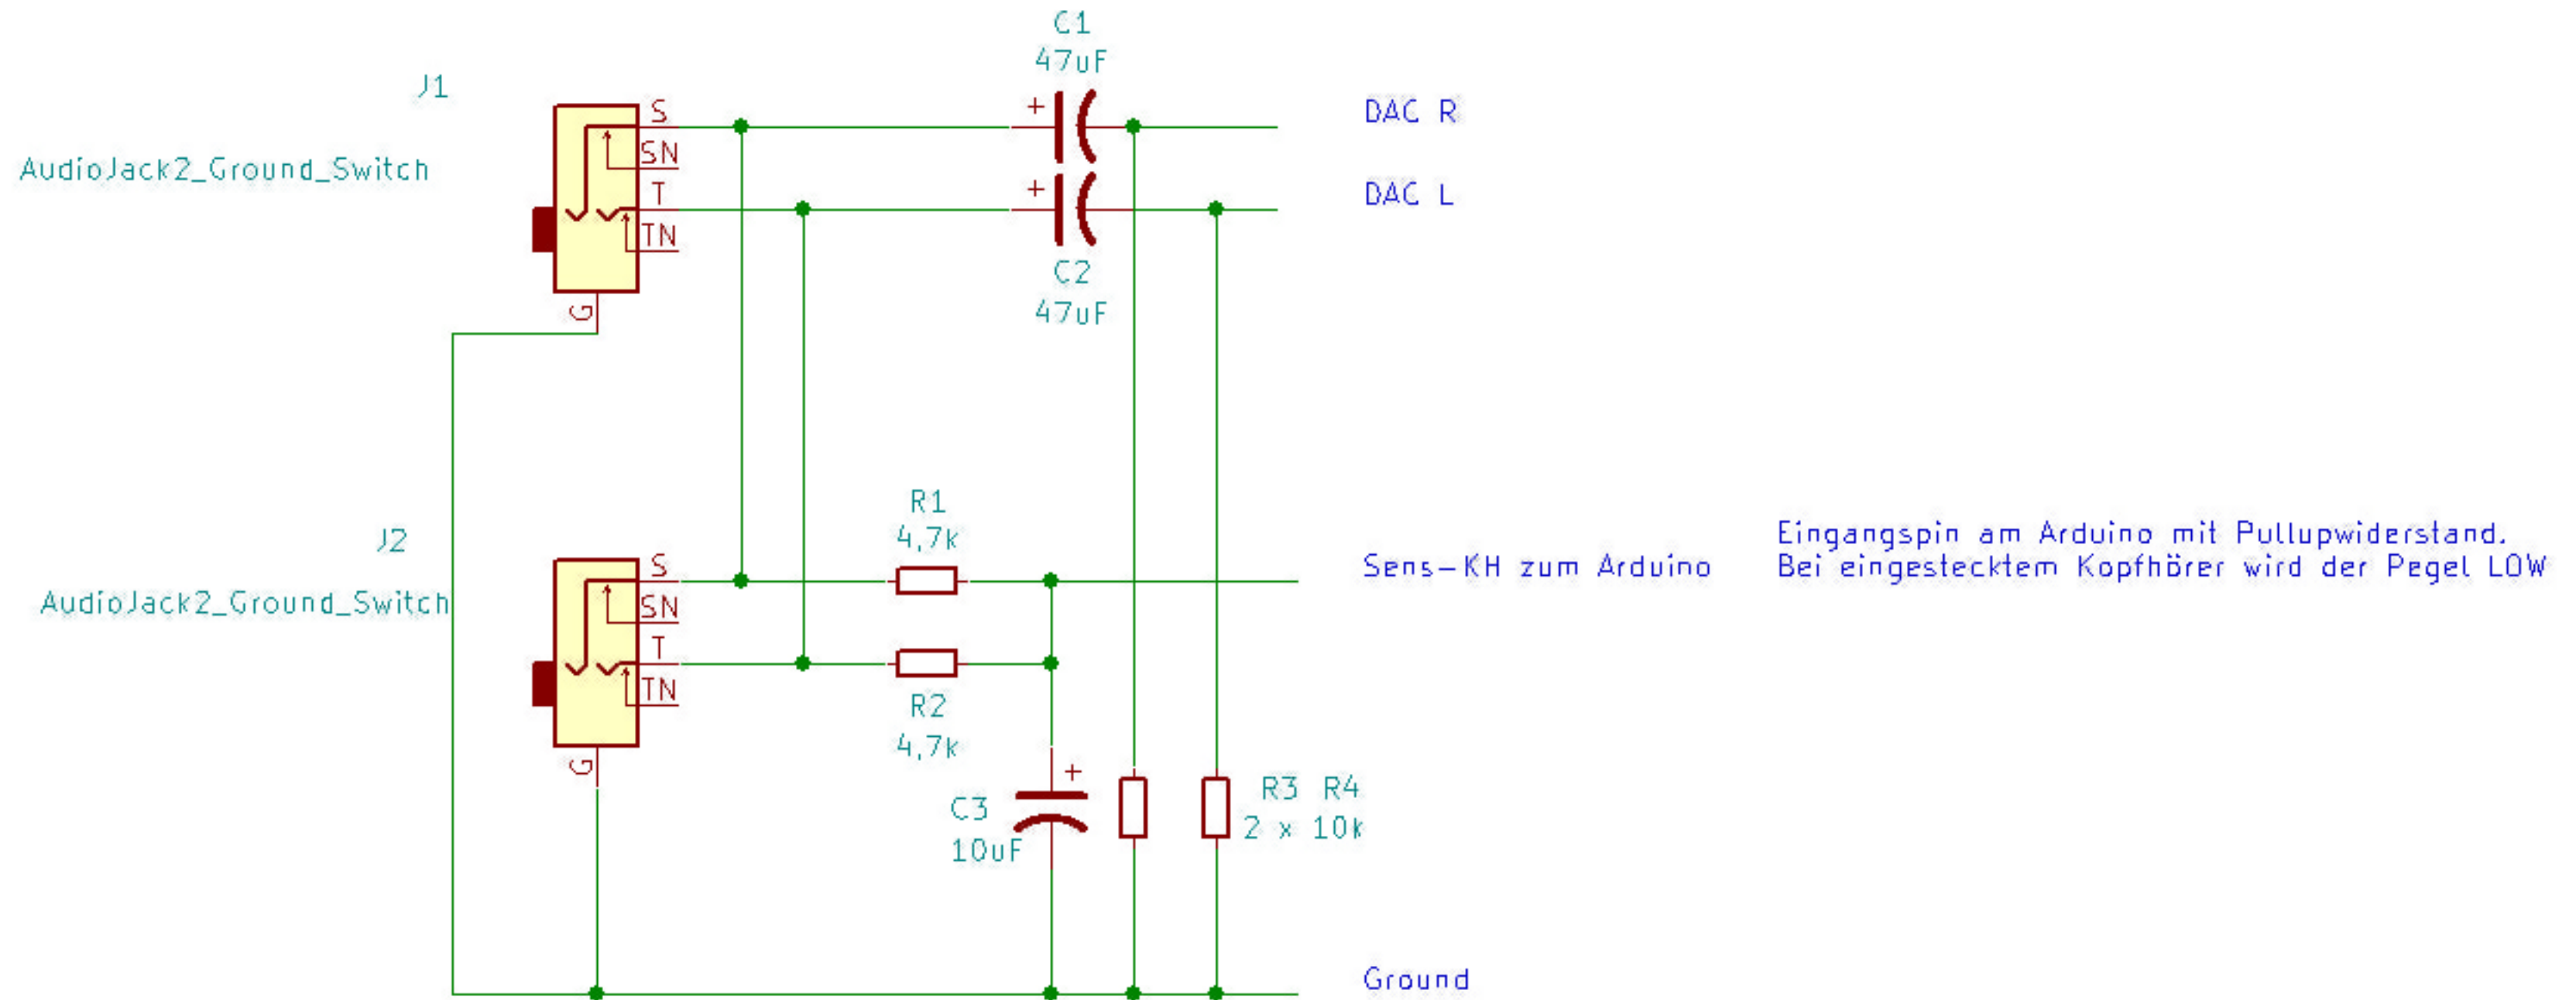 C1
47uF
J1
AudioJack2_Ground_Switch
S
SN
T
TN
G
+
+
C2
47uF
DAC R
DAC L
J2
AudioJack2_Ground_Switch
S
SN
T
TN
G
R1
4,7k
R2
4,7k
Sens-KH zum Arduino
Eingangspin am Arduino mit Pullupwiderstand.
Bei eingestecktem Kopfhörer wird der Pegel LOW
+
C3
10uF
R3 R4
2 x 10k
Ground